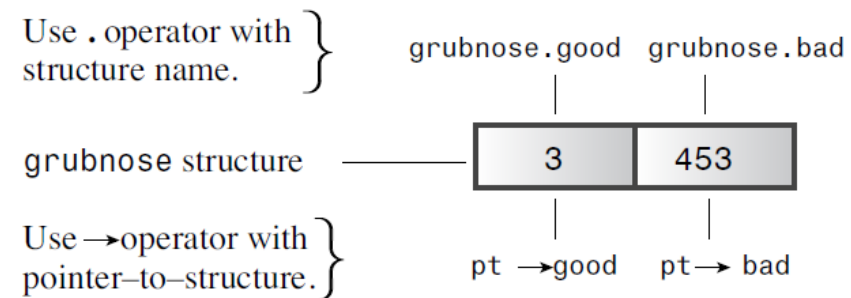 Use . operator with
structure name.
grubnose.good grubnose.bad
grubnose structure
3 453
Use →operator with
pointer–to–structure.
pt →good pt→ bad